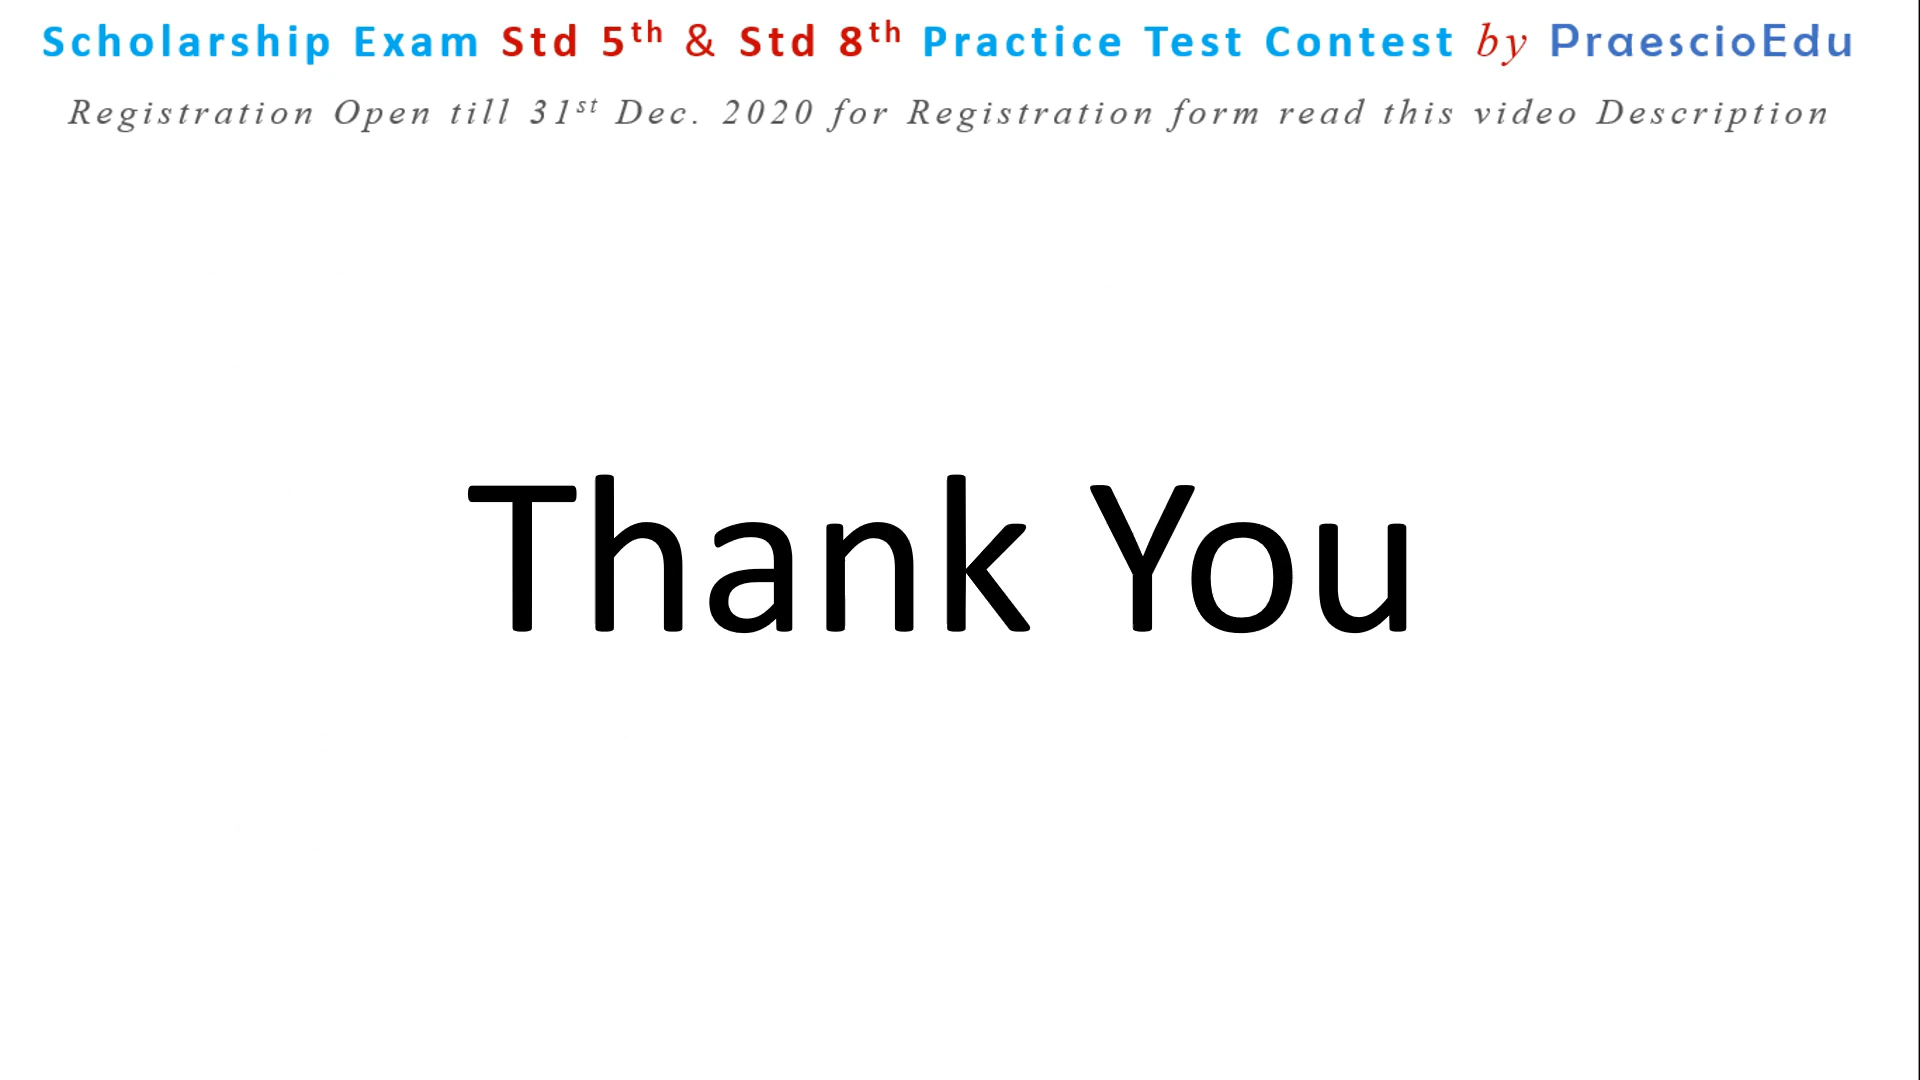 Scholarship Exam Std 5th & Std 8th Practice Test Contest by PraescioEdu
Registration Open till 31st Dec. 2020 for Registration form read this video Description
Thank You